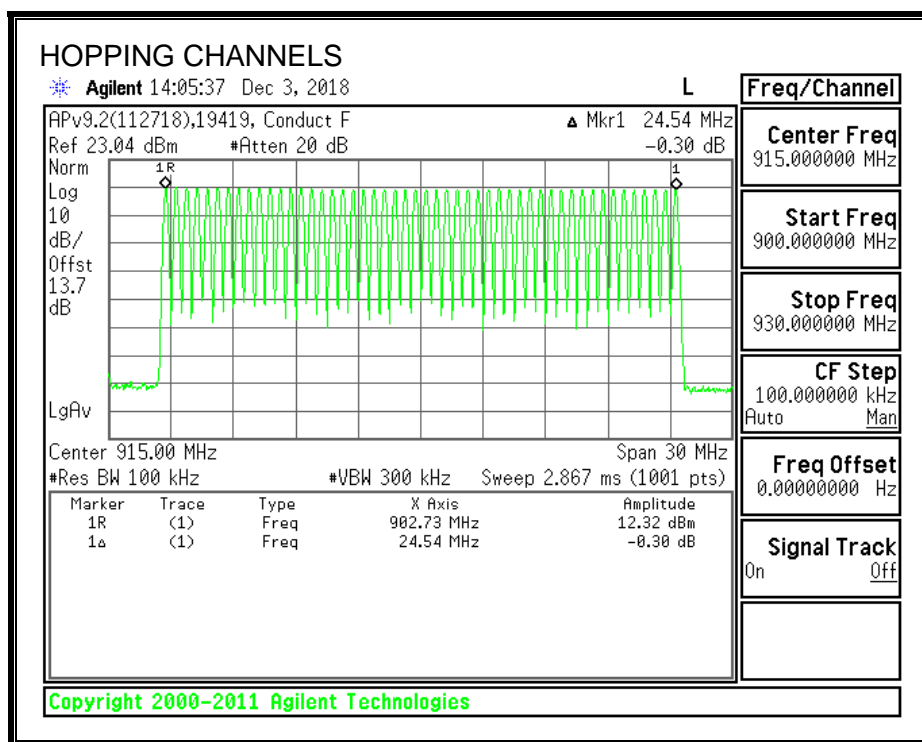 HOPPING CHANNELS
Agilent 14:05:37 Dec 3, 2018 L
APv9.2(112718),19419, Conduct F Δ Mkr1 24.54 MHz
Ref 23.04 dBm #Atten 20 dB -0.30 dB
Norm
Log
10
dB/
Offst
13.7
dB
LgAv
1R
1
Center 915.00 MHz Span 30 MHz
#Res BW 100 kHz #VBW 300 kHz Sweep 2.867 ms (1001 pts)
Marker Trace Type X Axis Amplitude
1R (1) Freq 902.73 MHz 12.32 dBm
1Δ (1) Freq 24.54 MHz -0.30 dB
Freq/Channel
Center Freq
915.000000 MHz
Start Freq
900.000000 MHz
Stop Freq
930.000000 MHz
CF Step
100.000000 kHz
Auto Man
Freq Offset
0.00000000 Hz
Signal Track
On Off
Copyright 2000-2011 Agilent Technologies